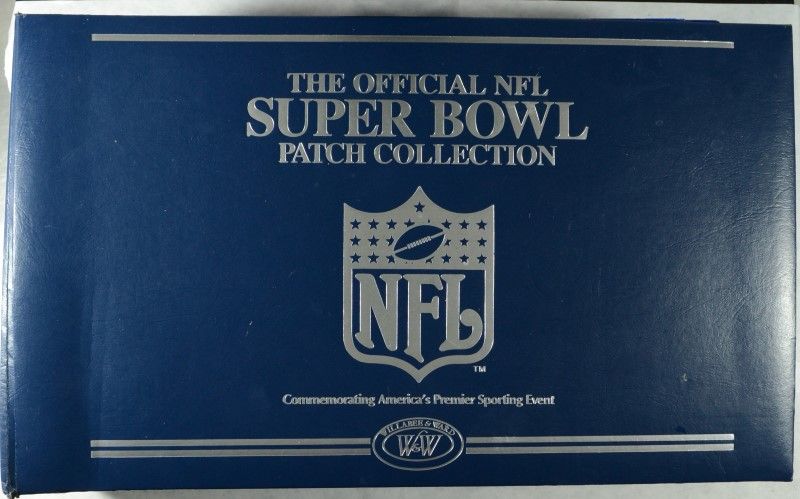 THE OFFICIAL NFL
SUPER BOWL
PATCH COLLECTION
NFL
TM
Commemorating America's Premier Sporting Event
WILLABEE & WARD
W&W